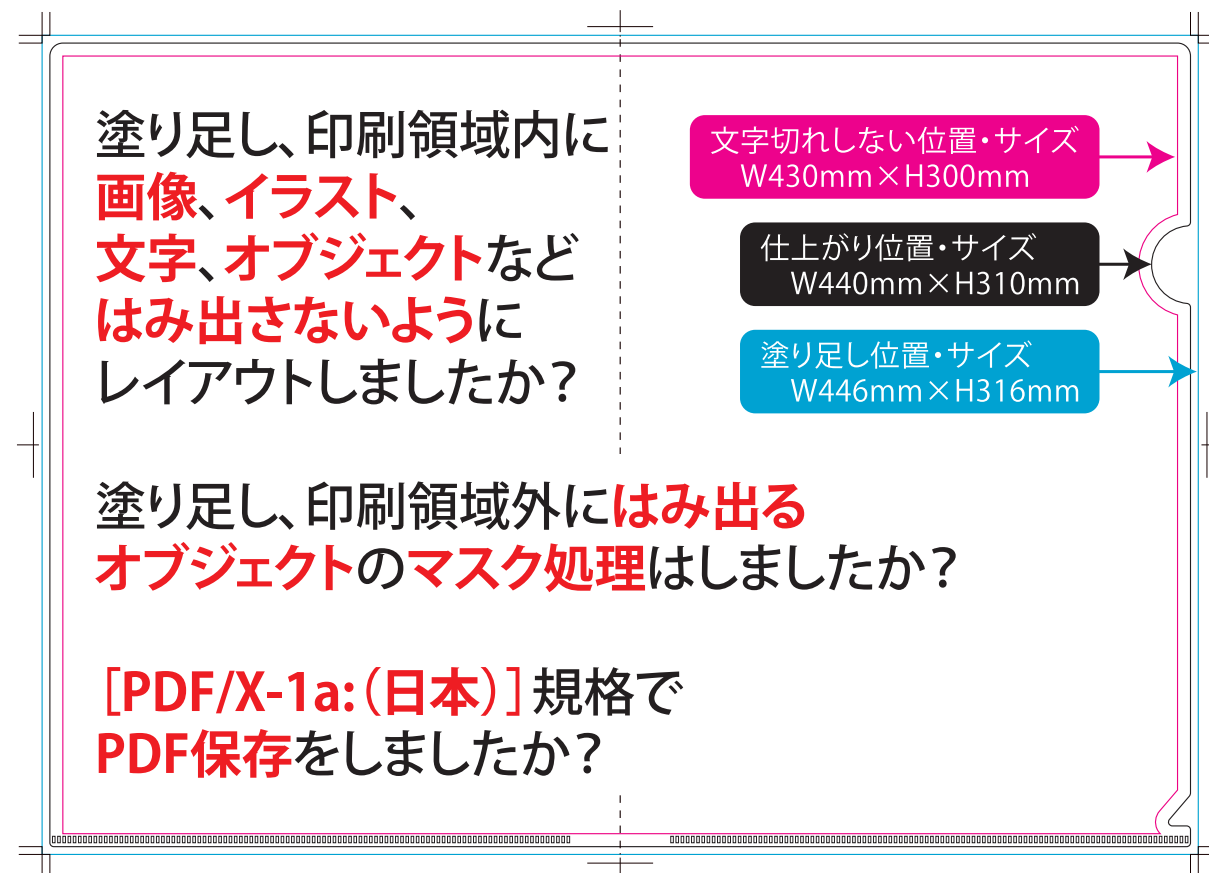 塗り足し、印刷領域内に
画像、イラスト、
文字、オブジェクトなど
はみ出さないように
レイアウトしましたか？
文字切れしない位置・サイズ
W430mm×H300mm
仕上がり位置・サイズ
W440mm×H310mm
塗り足し位置・サイズ
W446mm×H316mm
塗り足し、印刷領域外にはみ出る
オブジェクトのマスク処理はしましたか？
［PDF/X-1a:（日本）］規格で
PDF保存をしましたか？